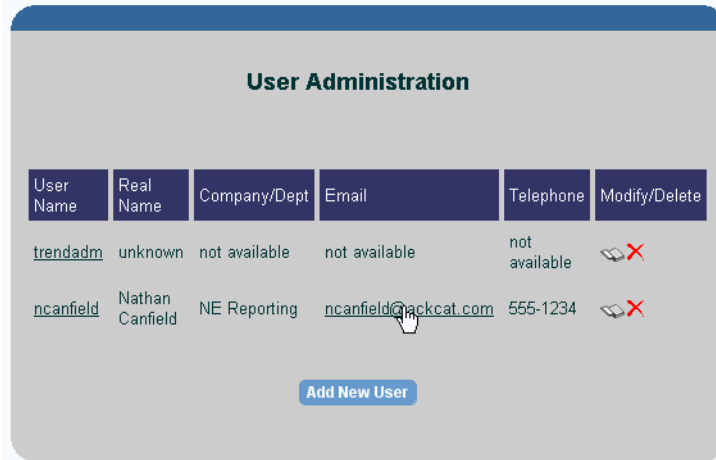 User Administration
User
Name
Real
Name
Company/Dept
Email
Telephone
Modify/Delete
trendadm
unknown
not available
not available
not
available
ncanfield
Nathan
Canfield
NE Reporting
555-1234
Add New User